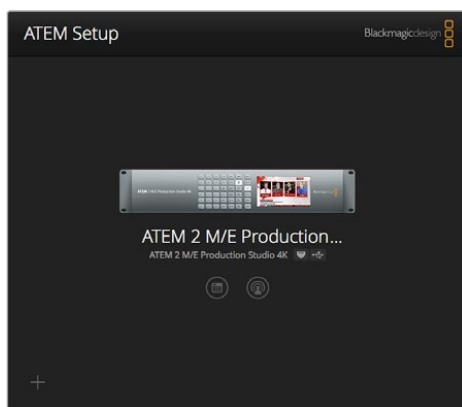 ATEM Setup
Blackmagicdesign
ATEM 2 M/E Production...
ATEM 2 M/E Production Studio 4K